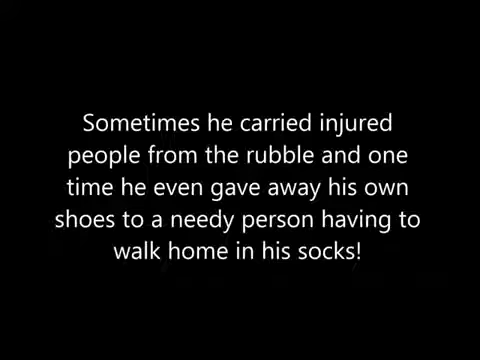 Sometimes he carried injured
people from the rubble and one
time he even gave away his own
shoes to a needy person having to
walk home in his socks!